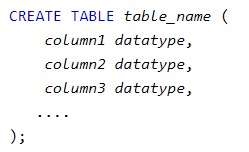 CREATE TABLE table_name (
    column1 datatype,
    column2 datatype,
    column3 datatype,
   ....
);